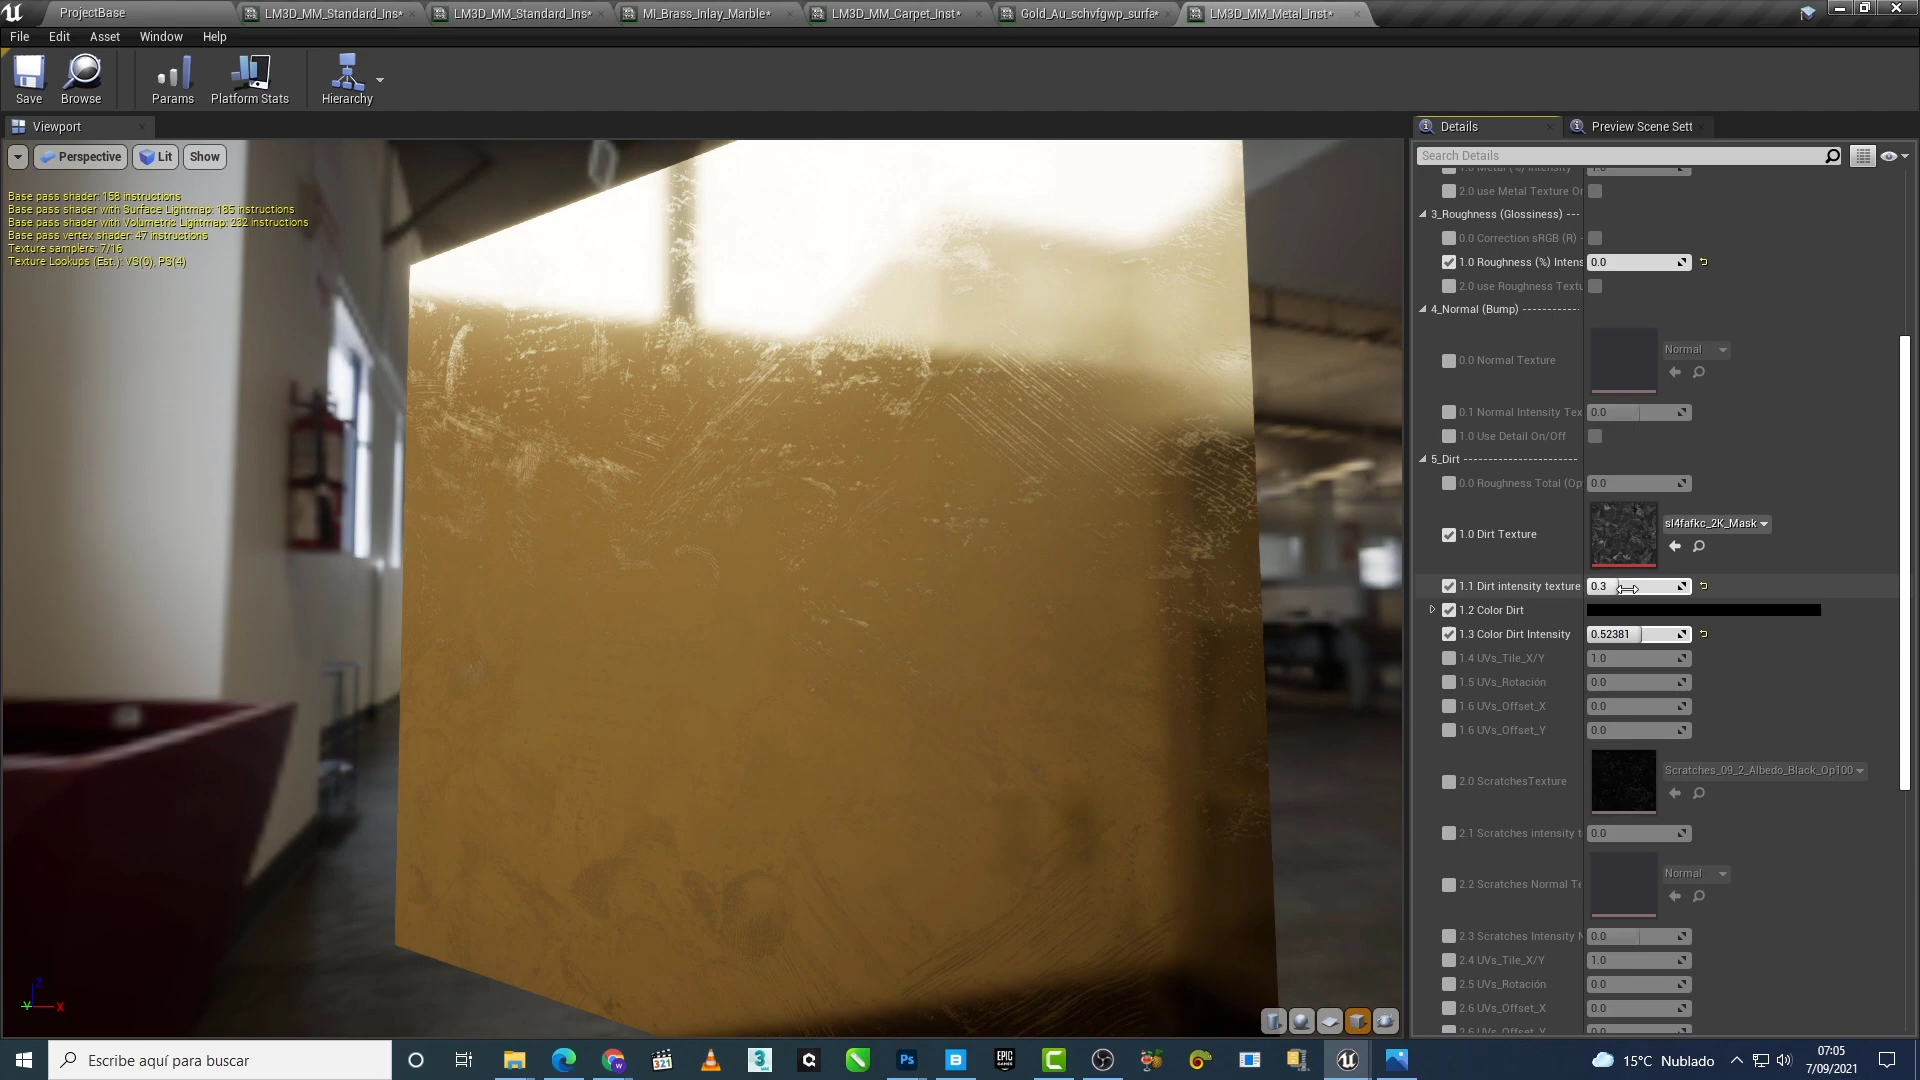 ProjectBase
LM3D_MM_Standard_Ins*
LM3D_MM_Standard_Ins*
MI_Brass_Inlay_Marble*
LM3D_MM_Carpet_Inst*
Gold_Au_schvfgwp_surfa*
LM3D_MM_Metal_Inst*
File Edit Asset Window Help
Save
Browse
Params
Platform Stats
Hierarchy
Viewport
Perspective
Lit
Show
Base pass shader: 158 instructions
Base pass shader with Surface Lightmap: 185 instructions
Base pass shader with Volumetric Lightmap: 232 instructions
Base pass vertex shader: 47 instructions
Texture samplers: 7/16
Texture Lookups (Est.): VS(0), PS(4)
Details
Preview Scene Sett
Search Details
2.0 use Metal Texture Or
3_Roughness (Glossiness) ----
0.0 Correction sRGB (R) -
1.0 Roughness (%) Intens 0.0
2.0 use Roughness Textu
4_Normal (Bump) --------------
0.0 Normal Texture
Normal
0.1 Normal Intensity Tex 0.0
1.0 Use Detail On/Off
5_Dirt ---------------------------
0.0 Roughness Total (Op 0.0
1.0 Dirt Texture
sl4fafkc_2K_Mask
1.1 Dirt intensity texture 0.3
1.2 Color Dirt
1.3 Color Dirt Intensity 0.52381
1.4 UVs_Tile_X/Y 1.0
1.5 UVs_Rotación 0.0
1.6 UVs_Offset_X 0.0
1.6 UVs_Offset_Y 0.0
2.0 ScratchesTexture
Scratches_09_2_Albedo_Black_Op100
2.1 Scratches intensity t 0.0
2.2 Scratches Normal Te
Normal
2.3 Scratches Intensity N 0.0
2.4 UVs_Tile_X/Y 1.0
2.5 UVs_Rotación 0.0
2.6 UVs_Offset_X 0.0
2.6 UVs_Offset_Y 0.0
Z
Y
X
Escribe aquí para buscar
321
3
Ps
B
EPIC
GAMES
C
15°C Nublado
07:05
7/09/2021